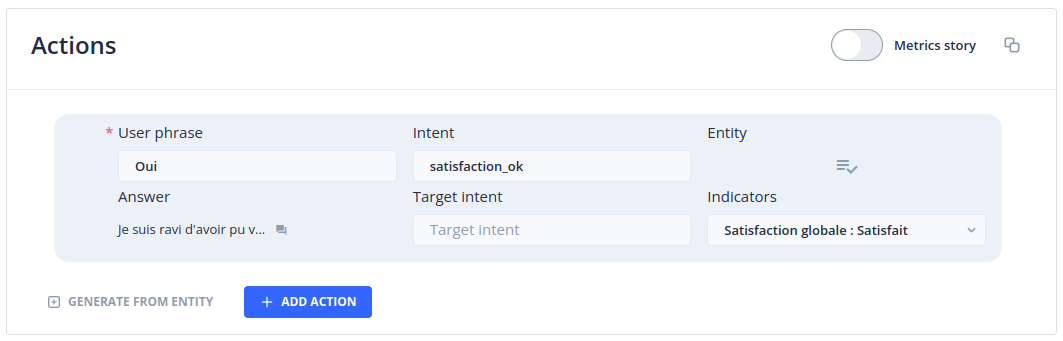 Actions
Metrics story
* User phrase
Intent
Entity
Oui
satisfaction_ok
Answer
Target intent
Indicators
Je suis ravi d'avoir pu v...
Target intent
Satisfaction globale : Satisfait
GENERATE FROM ENTITY
ADD ACTION